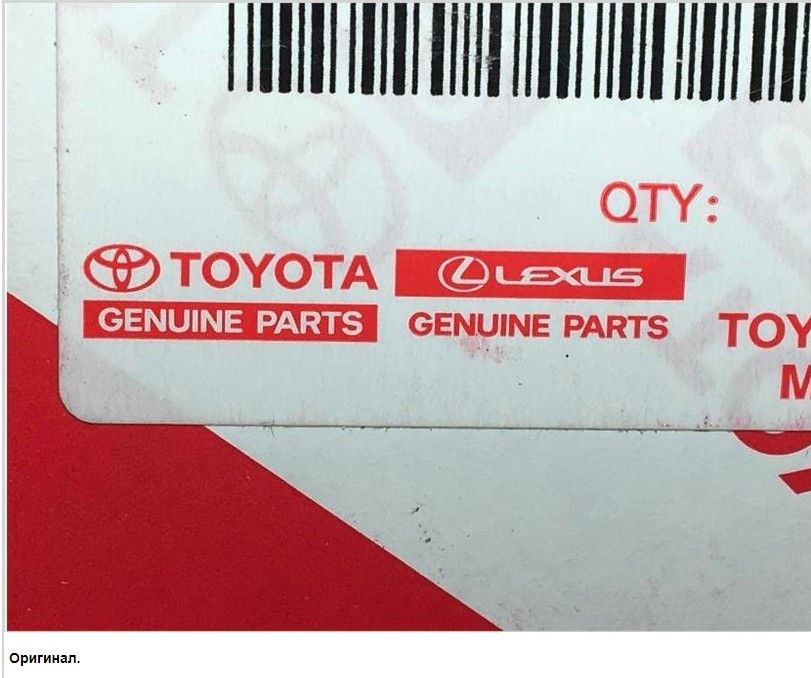 QTY:
TOYOTA LEXUS
GENUINE PARTS GENUINE PARTS
TOY
M
Оригинал.